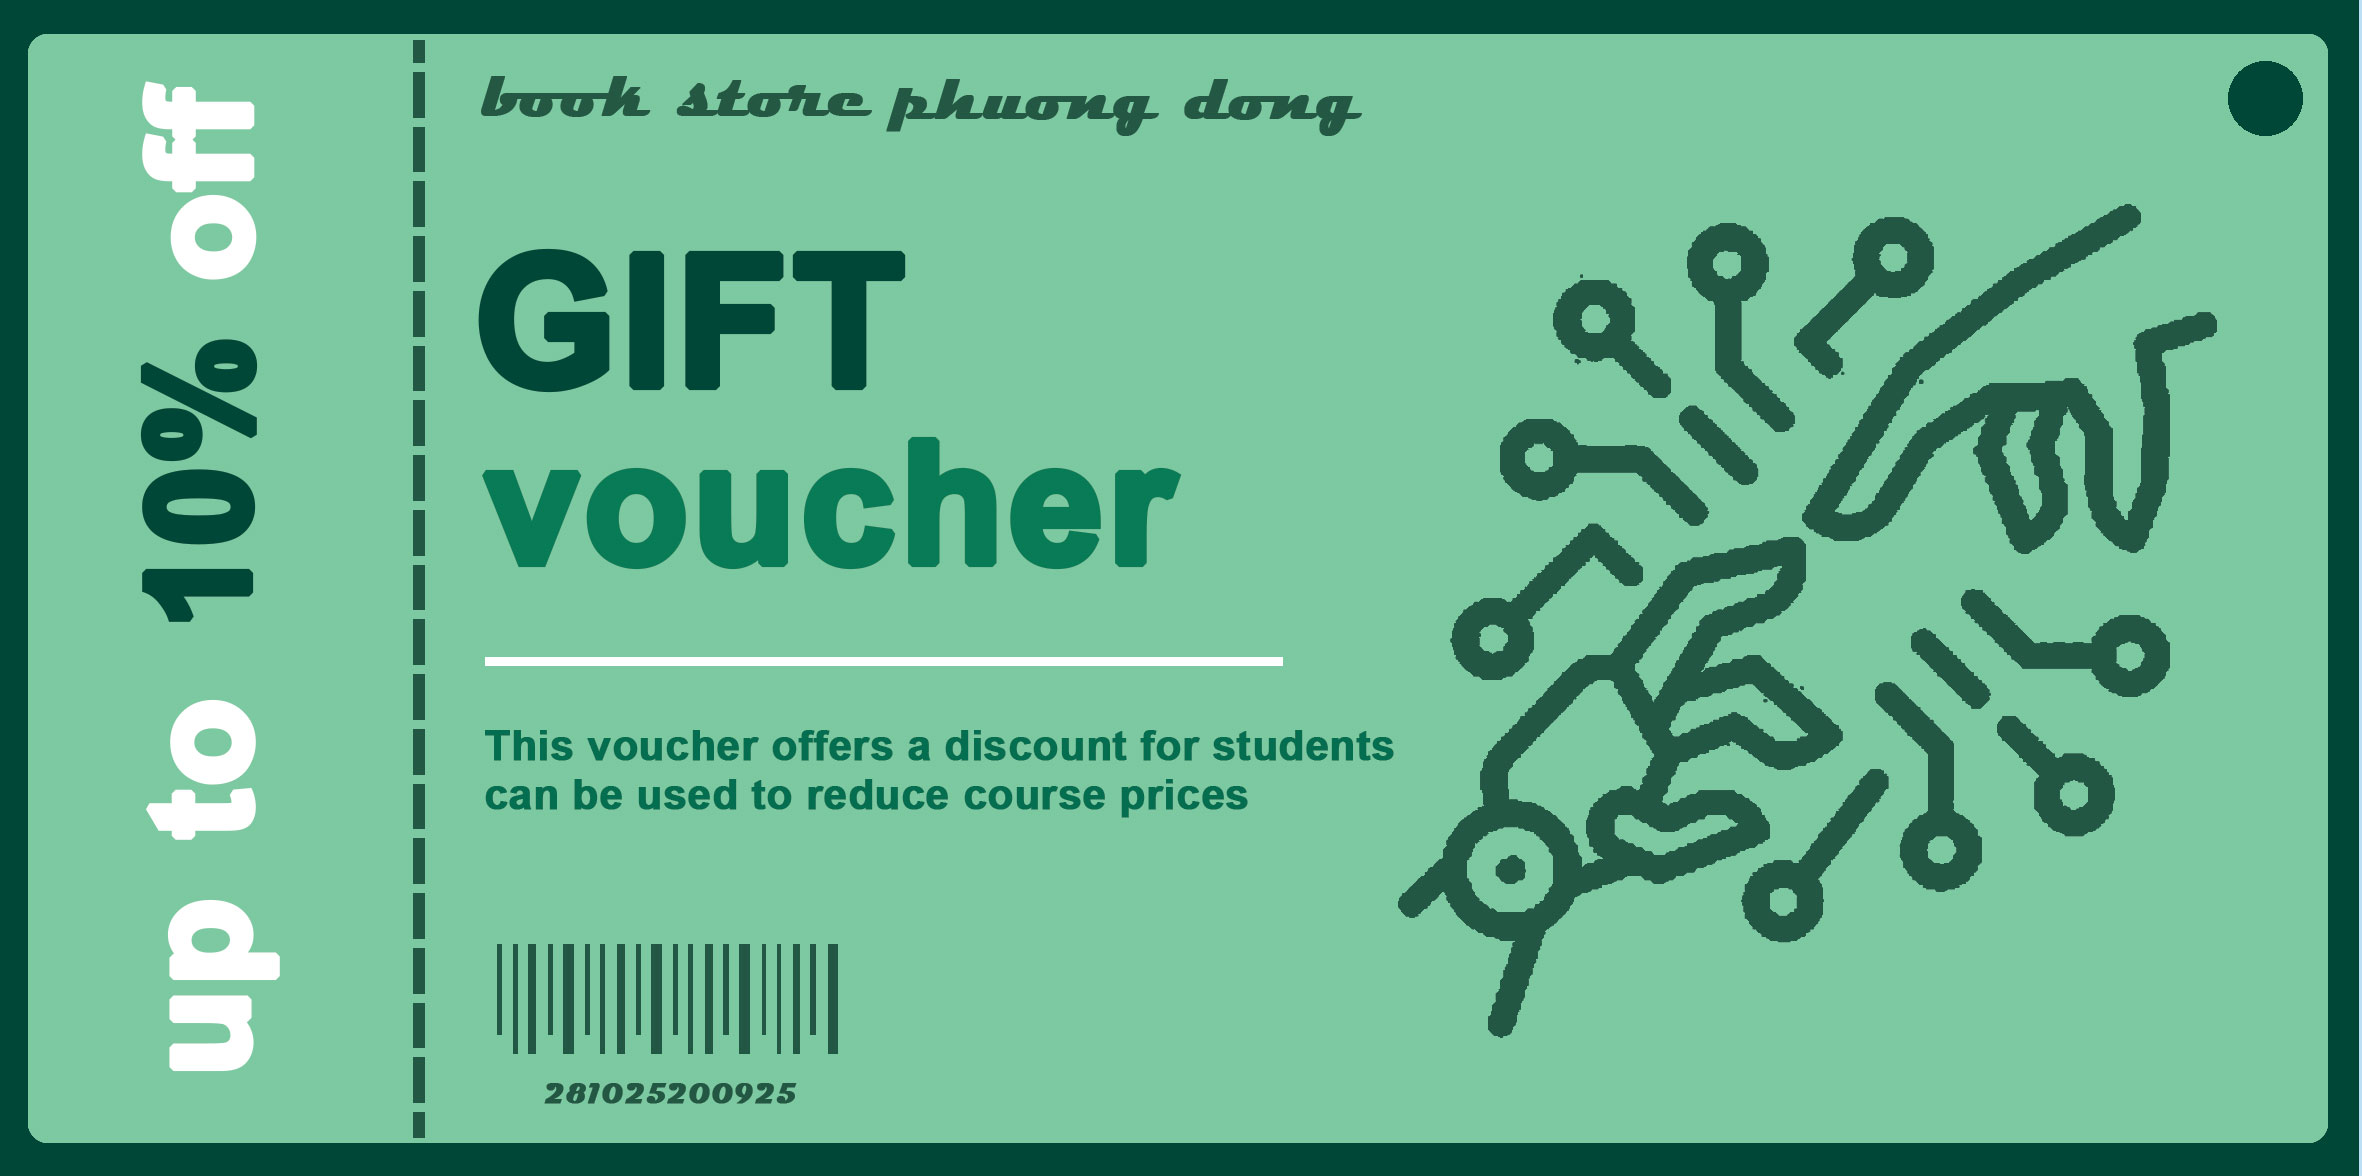 up to 10% off
book store phuong dong
GIFT
voucher
This voucher offers a discount for students
can be used to reduce course prices
281025200925